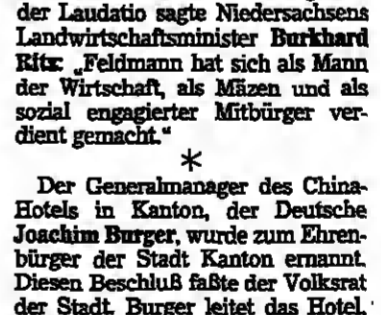 der Laudatio sagte Niedersachsens
Landwirtschaftsminister Burkhard
Ritz: „Feldmann hat sich als Mann
der Wirtschaft, als Mäzen und als
sozial engagierter Mitbürger ver-
dient gemacht.“
*
Der Generalmanager des China-
Hotels in Kanton, der Deutsche
Joachim Burger, wurde zum Ehren-
bürger der Stadt Kanton ernannt.
Diesen Beschluß faßte der Volksrat
der Stadt. Burger leitet das Hotel,